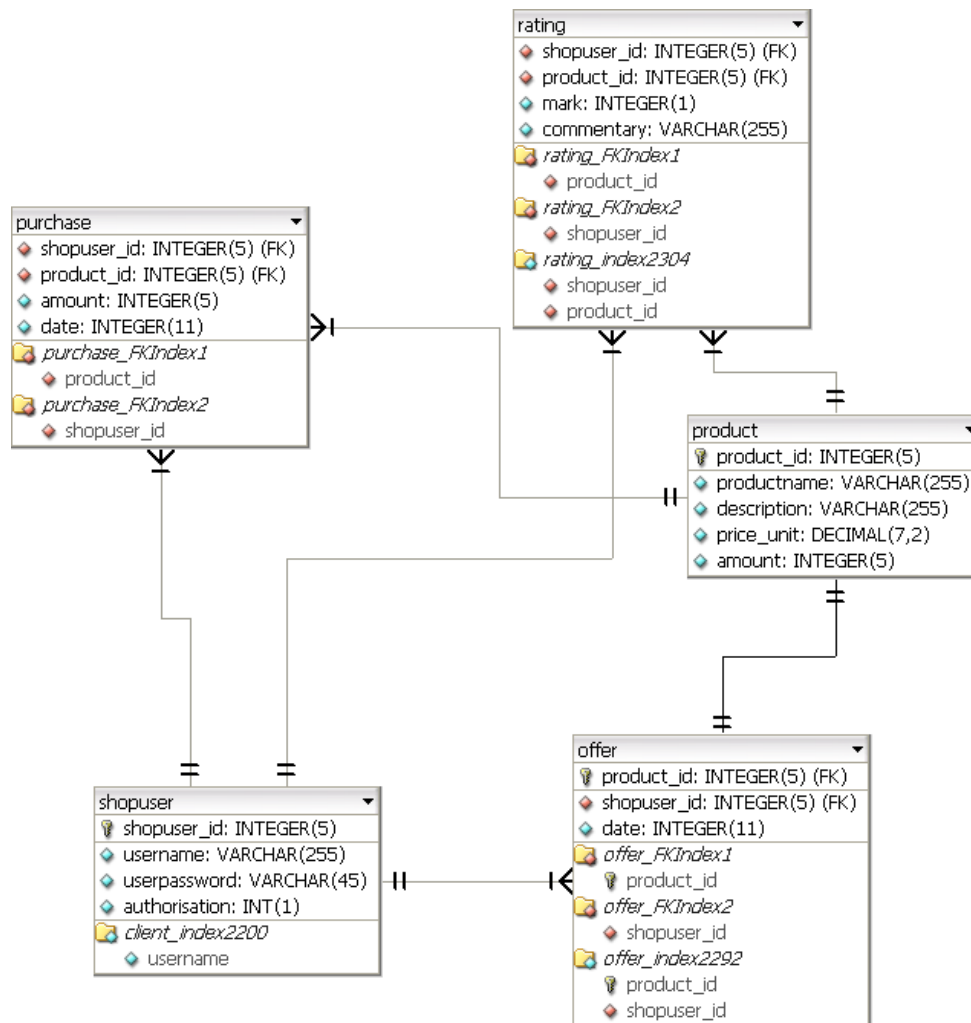 rating
shopuser_id: INTEGER(5) (FK)
product_id: INTEGER(5) (FK)
mark: INTEGER(1)
commentary: VARCHAR(255)
rating_FKIndex1
product_id
rating_FKIndex2
shopuser_id
rating_index2304
shopuser_id
product_id
purchase
shopuser_id: INTEGER(5) (FK)
product_id: INTEGER(5) (FK)
amount: INTEGER(5)
date: INTEGER(11)
purchase_FKIndex1
product_id
purchase_FKIndex2
shopuser_id
product
product_id: INTEGER(5)
productname: VARCHAR(255)
description: VARCHAR(255)
price_unit: DECIMAL(7,2)
amount: INTEGER(5)
shopuser
shopuser_id: INTEGER(5)
username: VARCHAR(255)
userpassword: VARCHAR(45)
authorisation: INT(1)
client_index2200
username
offer
product_id: INTEGER(5) (FK)
shopuser_id: INTEGER(5) (FK)
date: INTEGER(11)
offer_FKIndex1
product_id
offer_FKIndex2
shopuser_id
offer_index2292
product_id
shopuser_id